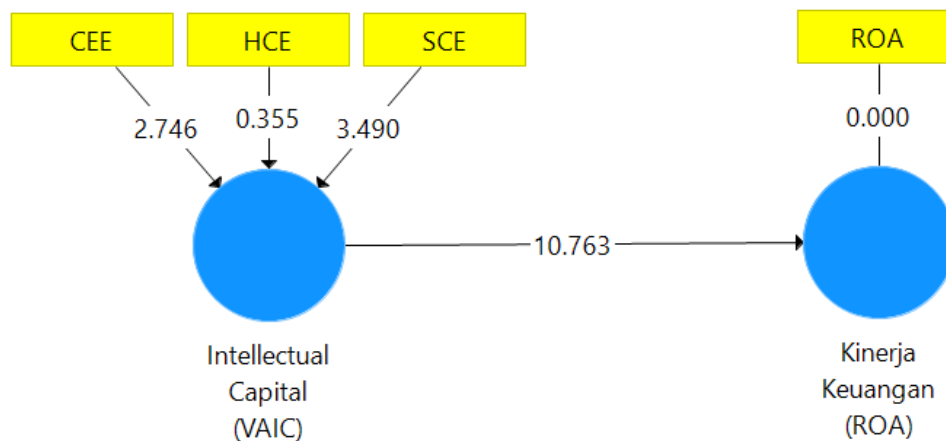 CEE
HCE
SCE
ROA
2.746
0.355
3.490
0.000
10.763
Intellectual
Capital
(VAIC)
Kinerja
Keuangan
(ROA)